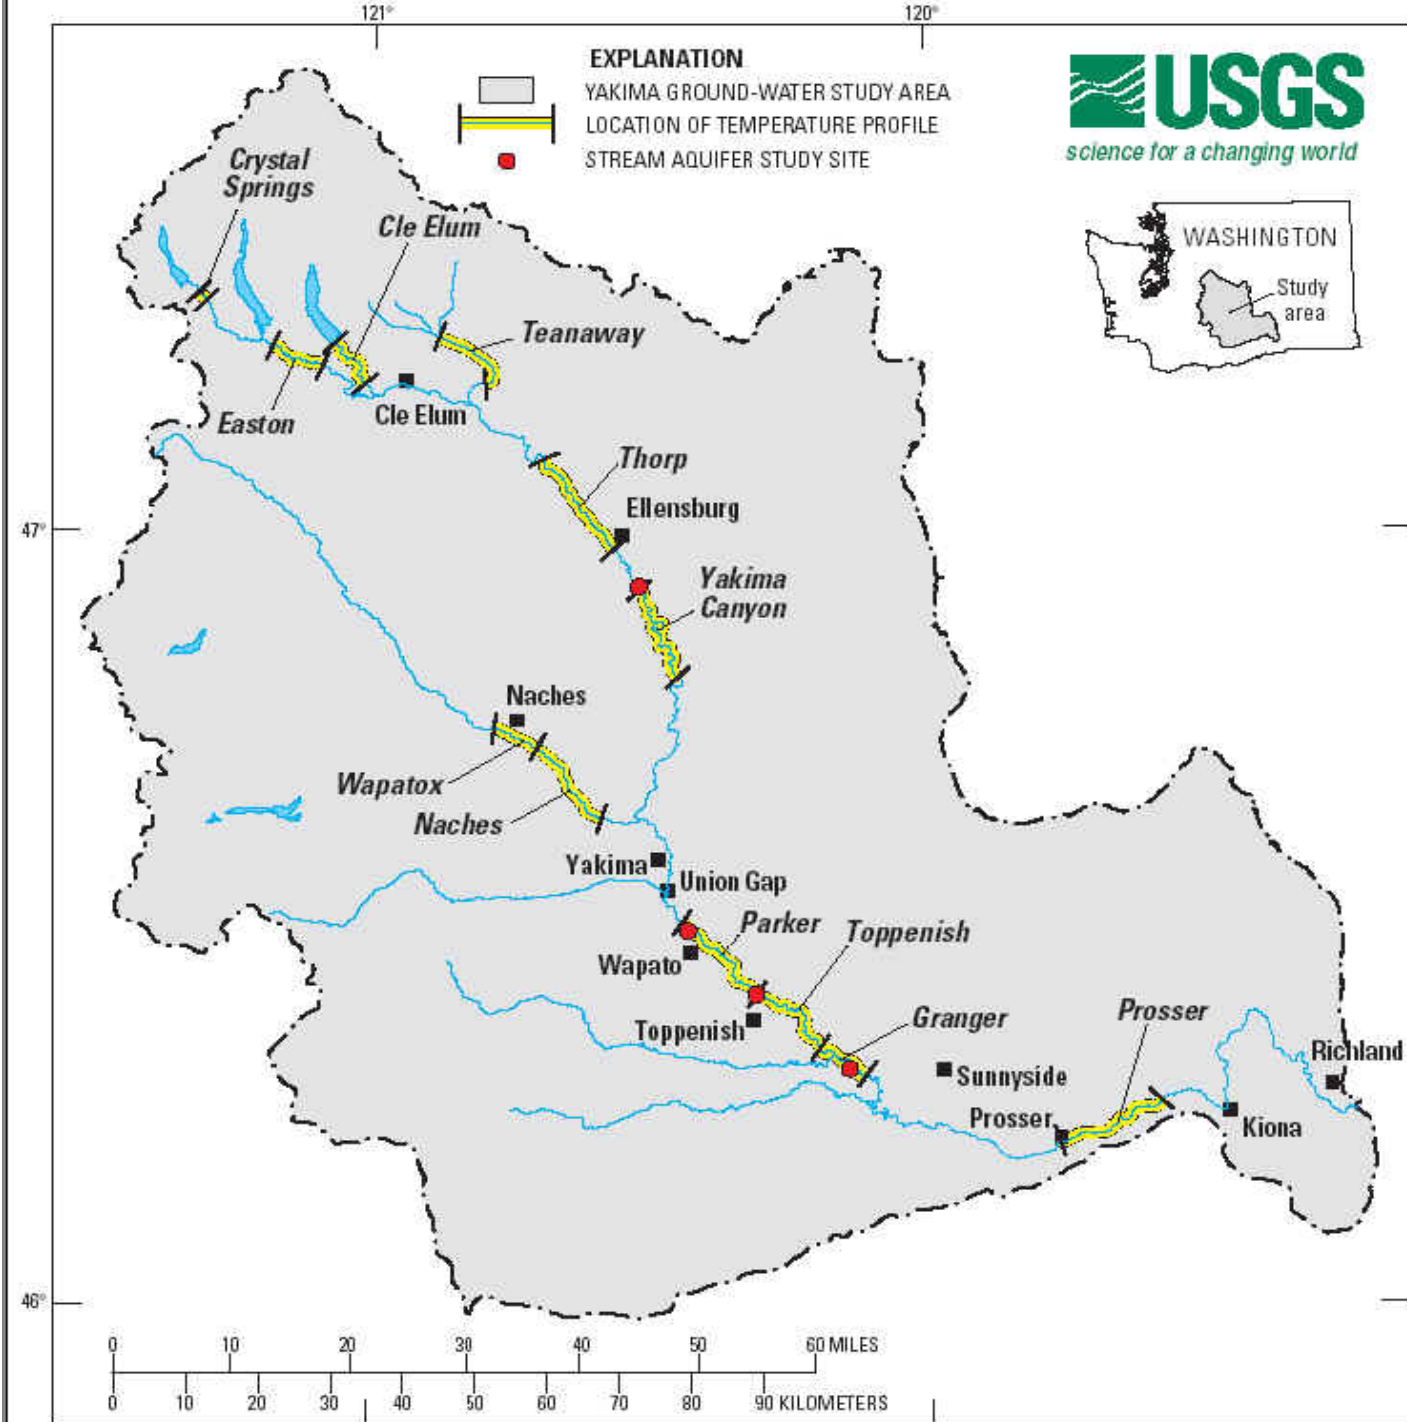 121°
120°
EXPLANATION
YAKIMA GROUND-WATER STUDY AREA
LOCATION OF TEMPERATURE PROFILE
STREAM AQUIFER STUDY SITE
USGS
science for a changing world
WASHINGTON
Study
area
Crystal
Springs
Cle Elum
Teanaway
Easton
Cle Elum
Thorp
Ellensburg
47°
Yakima
Canyon
Naches
Wapatox
Naches
Yakima
Union Gap
Parker
Toppenish
Wapato
Toppenish
Granger
Prosser
Richland
Sunnyside
Prosser
Kiona
46°
0 10 20 30 40 50 60 MILES
0 10 20 30 40 50 60 70 80 90 KILOMETERS